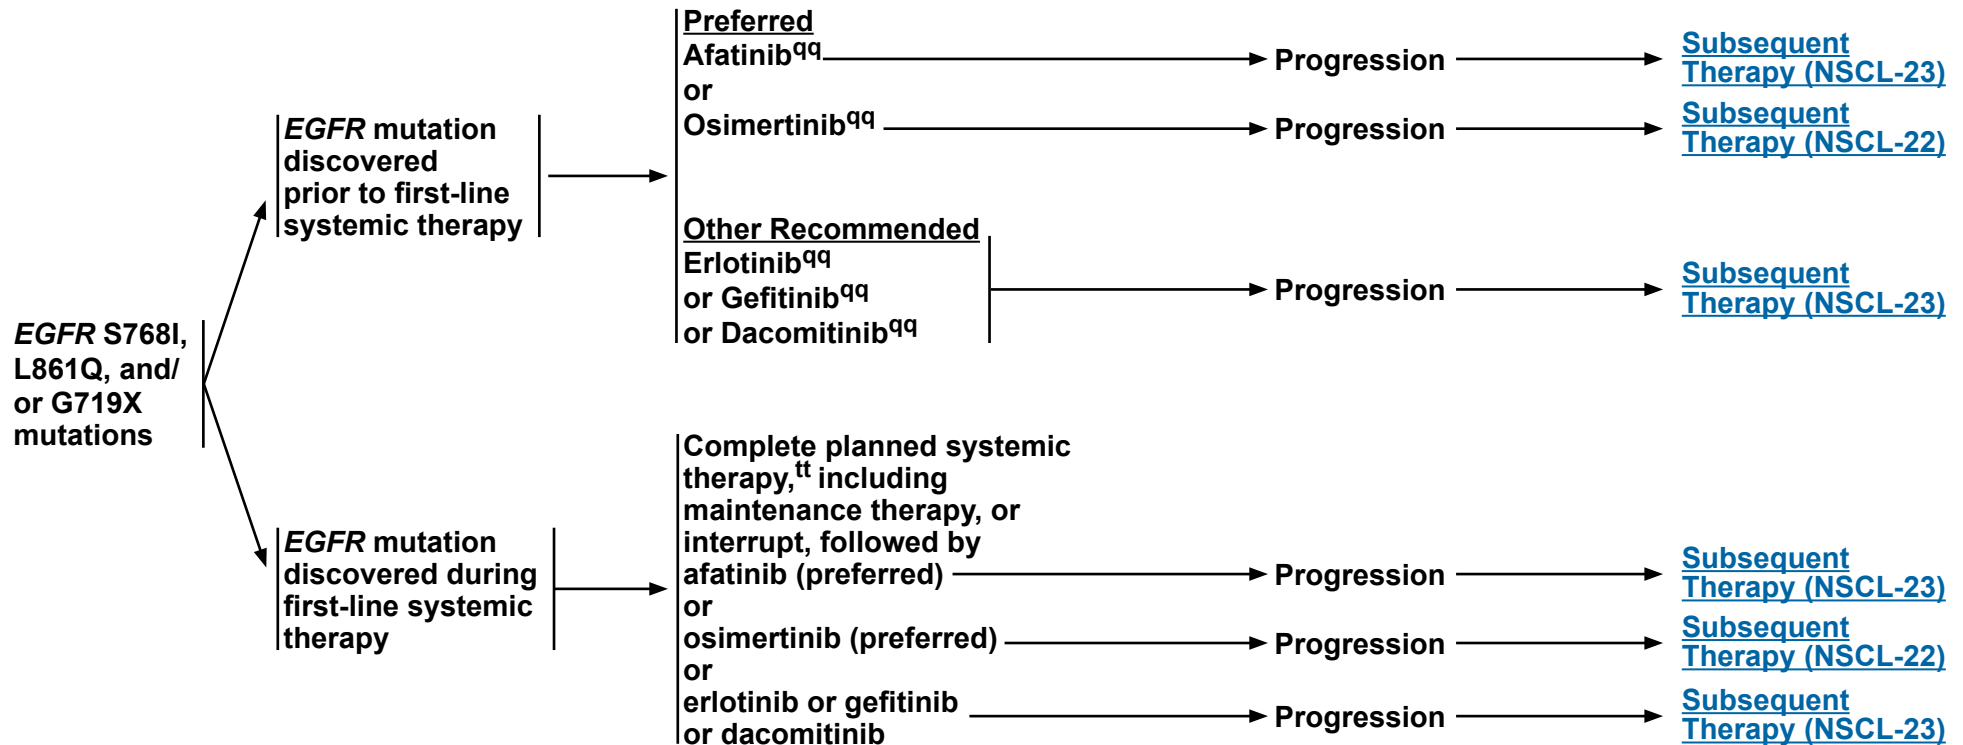 EGFR S768I,
L861Q, and/
or G719X
mutations
EGFR mutation
discovered
prior to first-line
systemic therapy
Preferred
Afatinibqq
or
Osimertinibqq
Progression
Subsequent
Therapy (NSCL-23)
Progression
Subsequent
Therapy (NSCL-22)
Other Recommended
Erlotinibqq
or Gefitinibqq
or Dacomitinibqq
Progression
Subsequent
Therapy (NSCL-23)
EGFR mutation
discovered during
first-line systemic
therapy
Complete planned systemic
therapy,tt including
maintenance therapy, or
interrupt, followed by
afatinib (preferred)
or
osimertinib (preferred)
or
erlotinib or gefitinib
or dacomitinib
Progression
Subsequent
Therapy (NSCL-23)
Progression
Subsequent
Therapy (NSCL-22)
Progression
Subsequent
Therapy (NSCL-23)